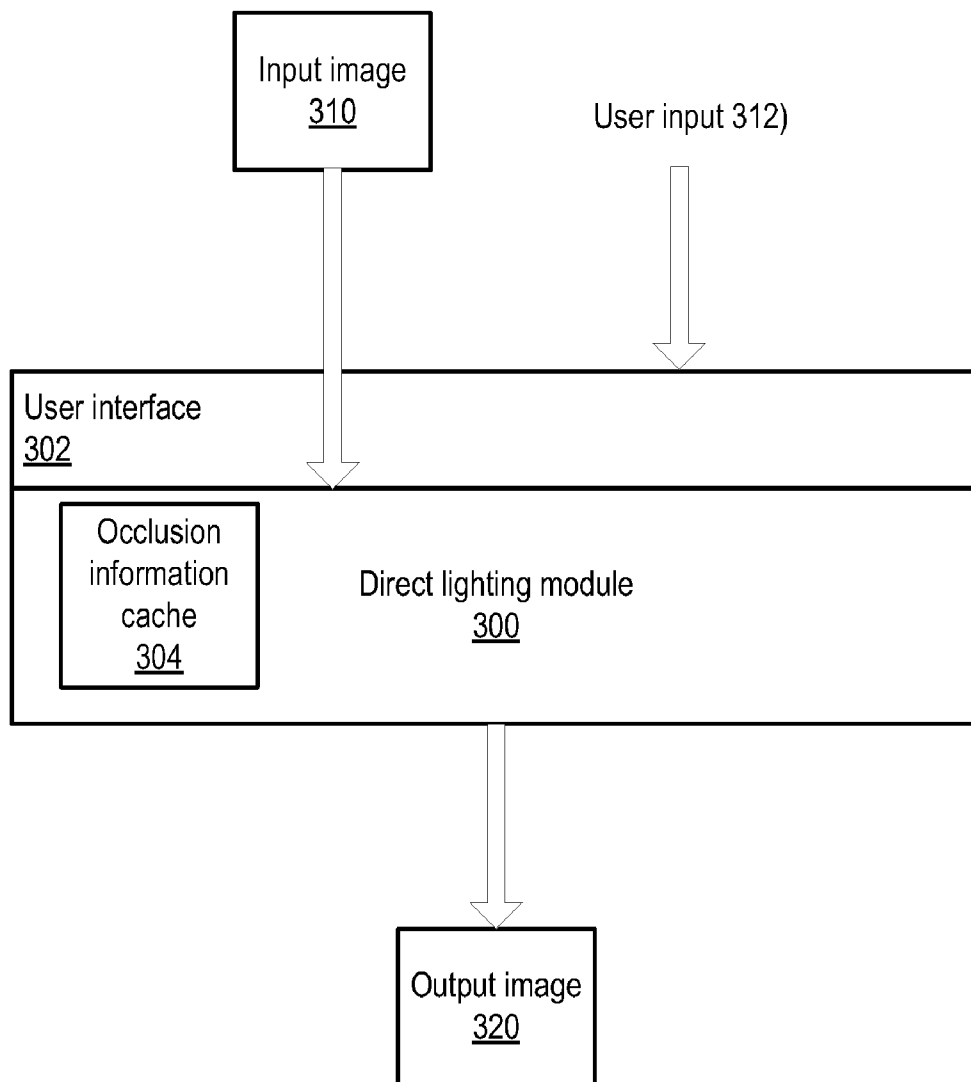 Input image
310
User input 312)
User interface
302
Occlusion
information
cache
304
Direct lighting module
300
Output image
320